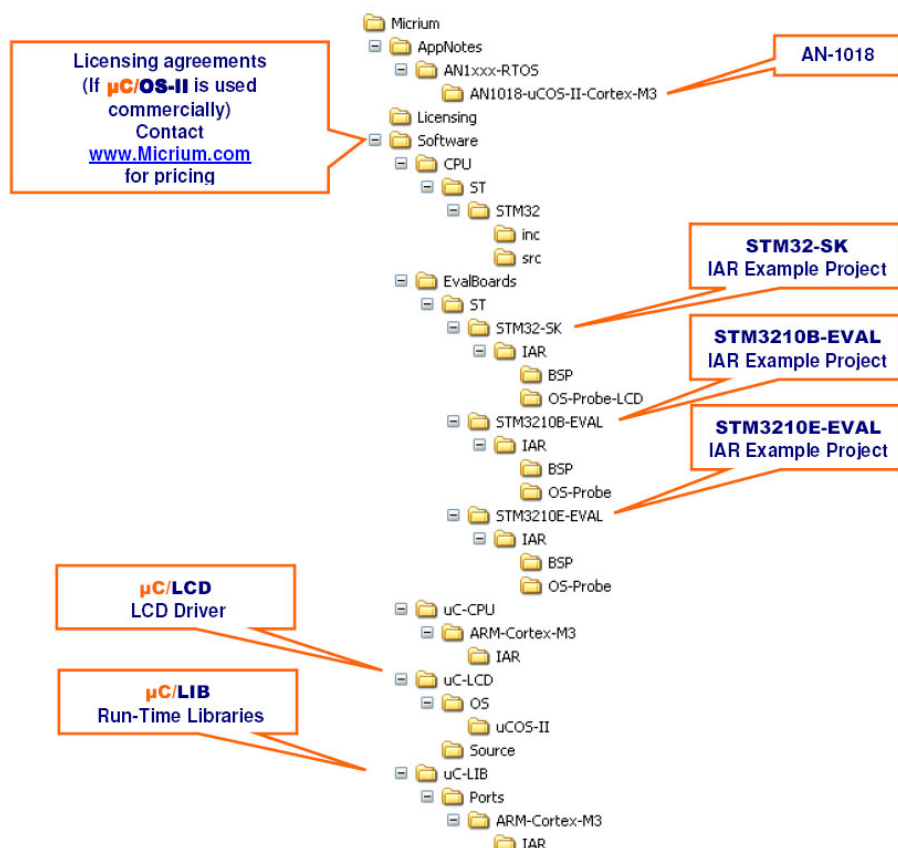 Micrium
AppNotes
AN1xxx-RTOS
AN1018-uCOS-II-Cortex-M3
AN-1018
Licensing agreements
(If µC/OS-II is used
commercially)
Contact
www.Micrium.com
for pricing
Licensing
Software
CPU
ST
STM32
inc
src
EvalBoards
ST
STM32-SK
IAR
BSP
OS-Probe-LCD
STM3210B-EVAL
IAR
BSP
OS-Probe
STM3210E-EVAL
IAR
BSP
OS-Probe
STM32-SK
IAR Example Project
STM3210B-EVAL
IAR Example Project
STM3210E-EVAL
IAR Example Project
uC-CPU
ARM-Cortex-M3
IAR
uC-LCD
OS
uCOS-II
Source
uC-LIB
Ports
ARM-Cortex-M3
IAR
µC/LCD
LCD Driver
µC/LIB
Run-Time Libraries